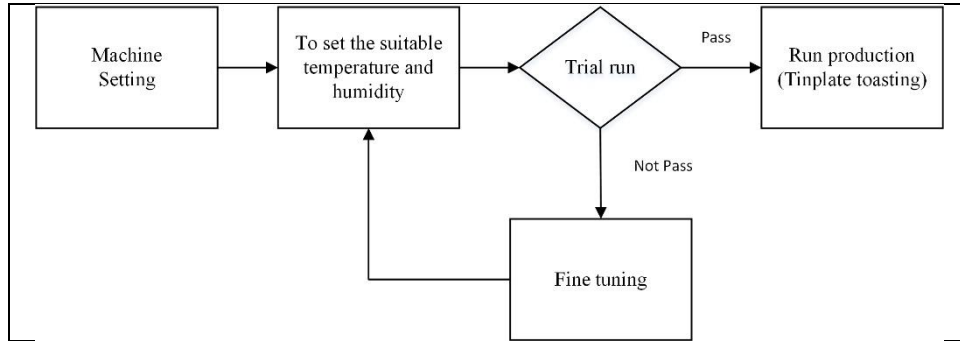 Machine
Setting
To set the suitable
temperature and
humidity
Trial run
Pass
Run production
(Tinplate toasting)
Not Pass
Fine tuning